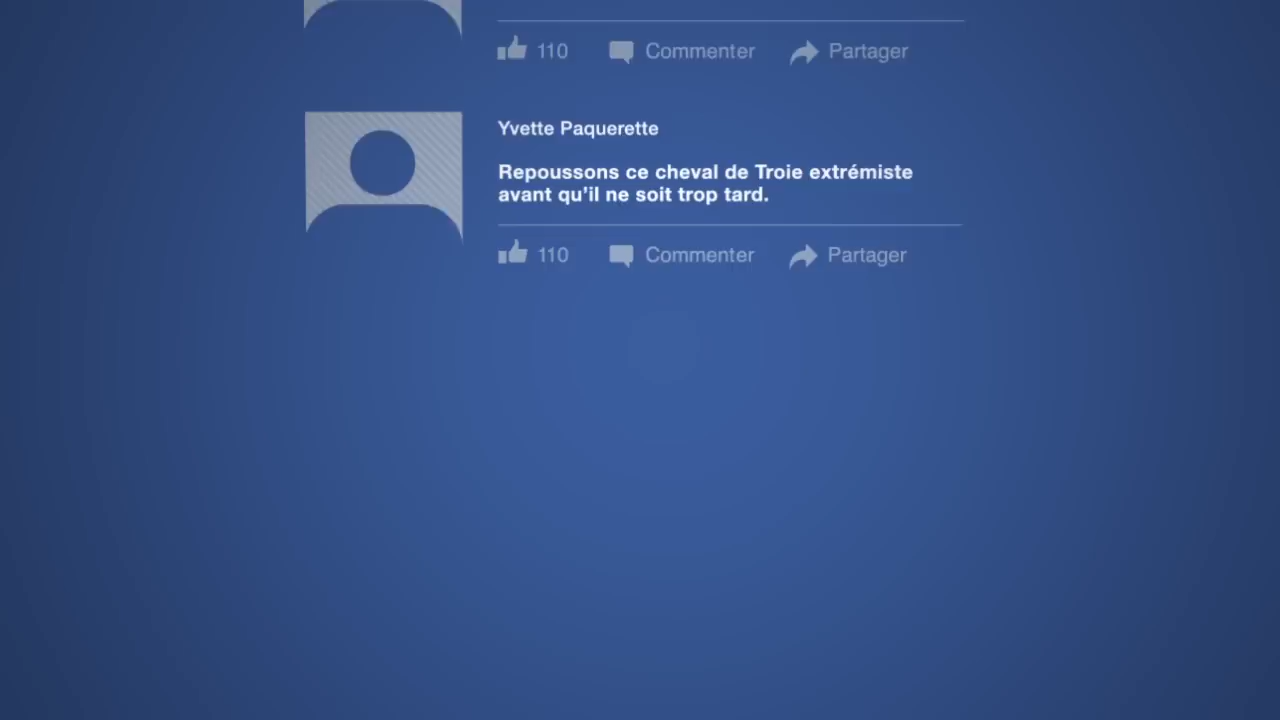 110 Commenter Partager
Yvette Paquerette
Repoussons ce cheval de Troie extrémiste
avant qu’il ne soit trop tard.
110 Commenter Partager